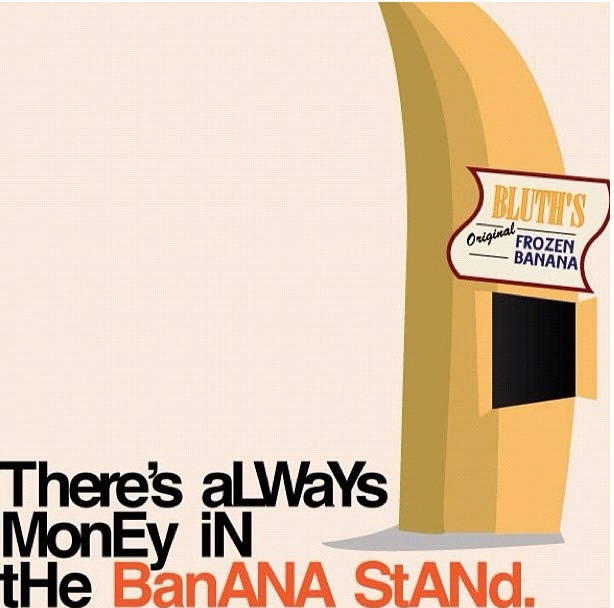 BLUTH'S
Original FROZEN
BANANA
There's aLWaYs
MonEy iN
tHe BanANA StANd.